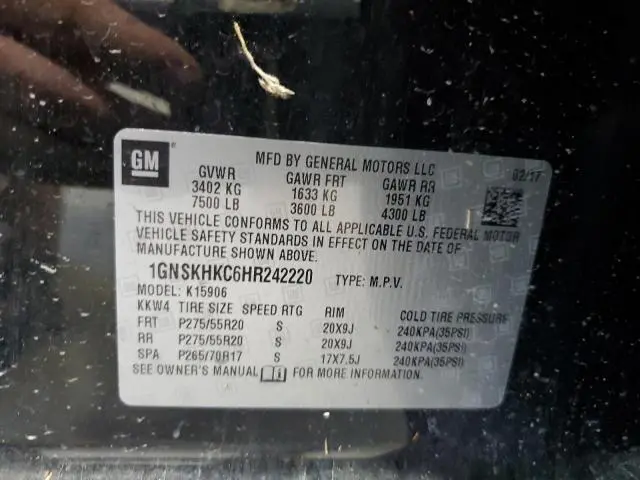 GM
MFD BY GENERAL MOTORS LLC 02/17
GVWR GAWR FRT GAWR RR
3402 KG 1633 KG 1951 KG
7500 LB 3600 LB 4300 LB
THIS VEHICLE CONFORMS TO ALL APPLICABLE U.S. FEDERAL MOTOR
VEHICLE SAFETY STANDARDS IN EFFECT ON THE DATE OF
MANUFACTURE SHOWN ABOVE.
1GNSKHKC6HR242220 TYPE: M.P.V.
MODEL: K15906
KKW4 TIRE SIZE SPEED RTG RIM COLD TIRE PRESSURE
FRT P275/55R20 S 20X9J 240KPA(35PSI)
RR P275/55R20 S 20X9J 240KPA(35PSI)
SPA P265/70R17 S 17X7.5J 240KPA(35PSI)
SEE OWNER'S MANUAL FOR MORE INFORMATION.